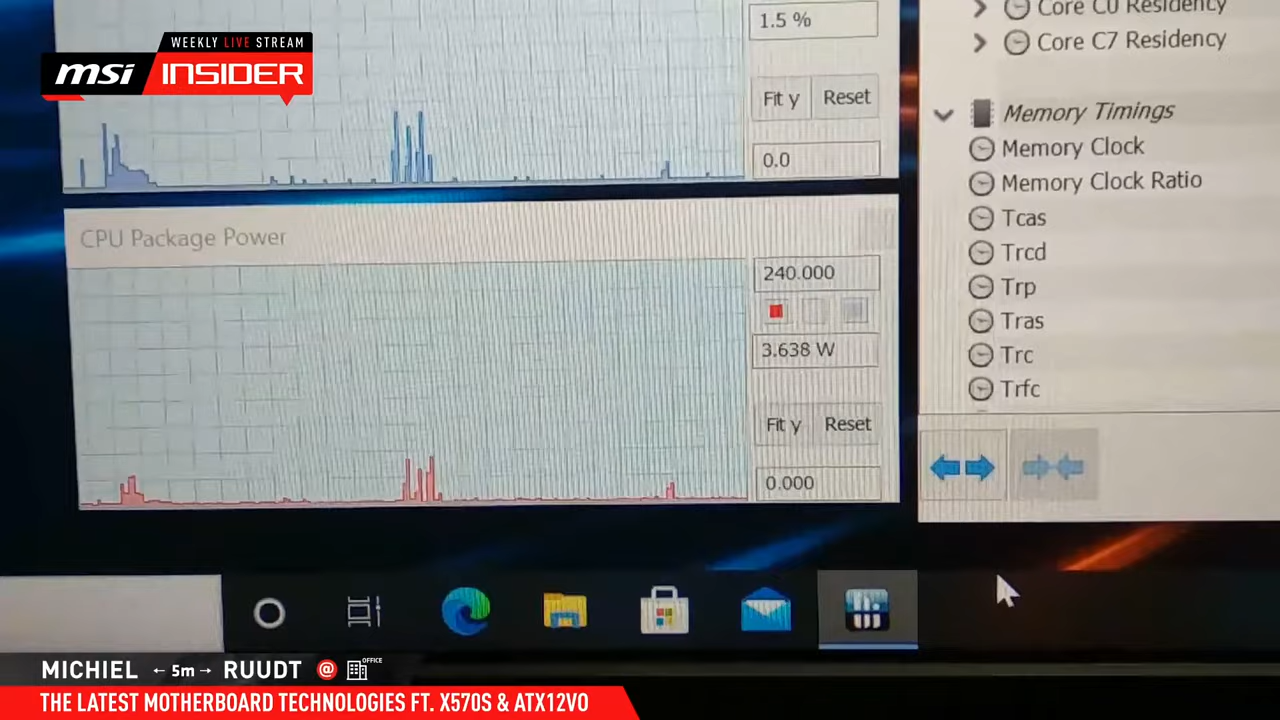 WEEKLY LIVE STREAM
msi INSIDER
1.5 %
Fit y Reset
0.0
CPU Package Power
240.000
3.638 W
Fit y Reset
0.000
Core C0 Residency
Core C7 Residency
Memory Timings
Memory Clock
Memory Clock Ratio
Tcas
Trcd
Trp
Tras
Trc
Trfc
MICHIEL ←5m→ RUUDT @ OFFICE
THE LATEST MOTHERBOARD TECHNOLOGIES FT. X570S & ATX12VO